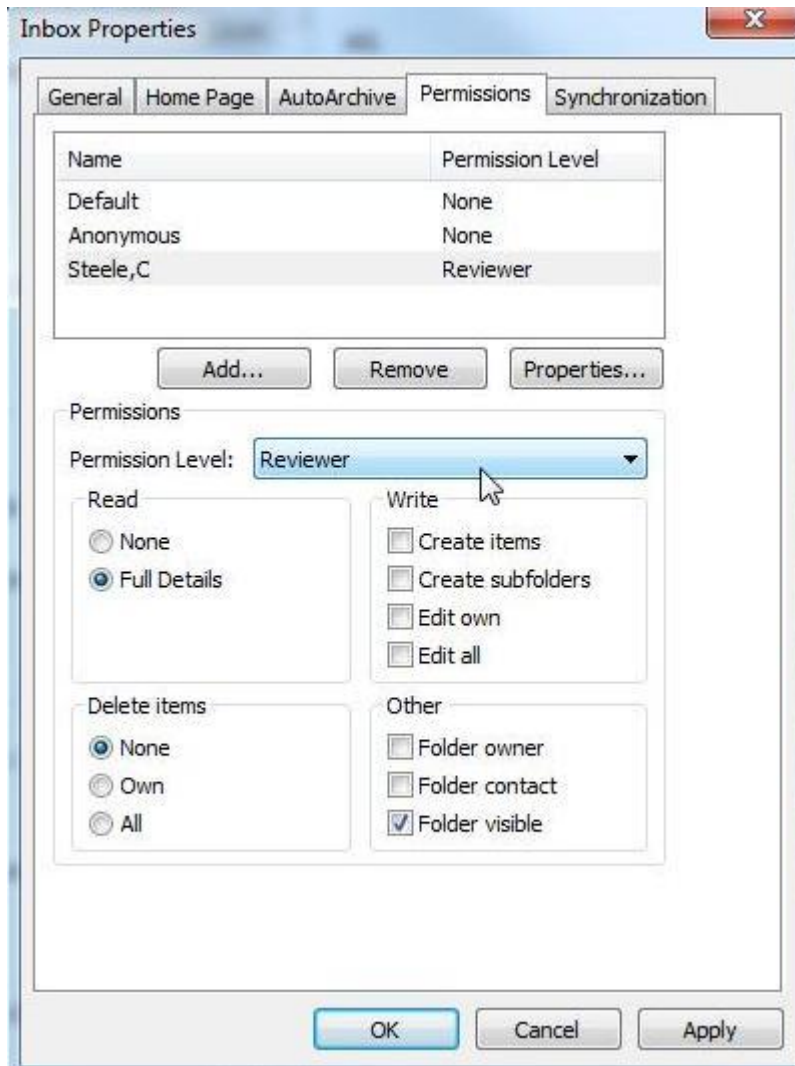 Inbox Properties
General Home Page AutoArchive Permissions Synchronization
Name Permission Level
Default None
Anonymous None
Steele,C Reviewer
Add... Remove Properties...
Permissions
Permission Level: Reviewer
Read
None
Full Details
Write
Create items
Create subfolders
Edit own
Edit all
Delete items
None
Own
All
Other
Folder owner
Folder contact
Folder visible
OK Cancel Apply